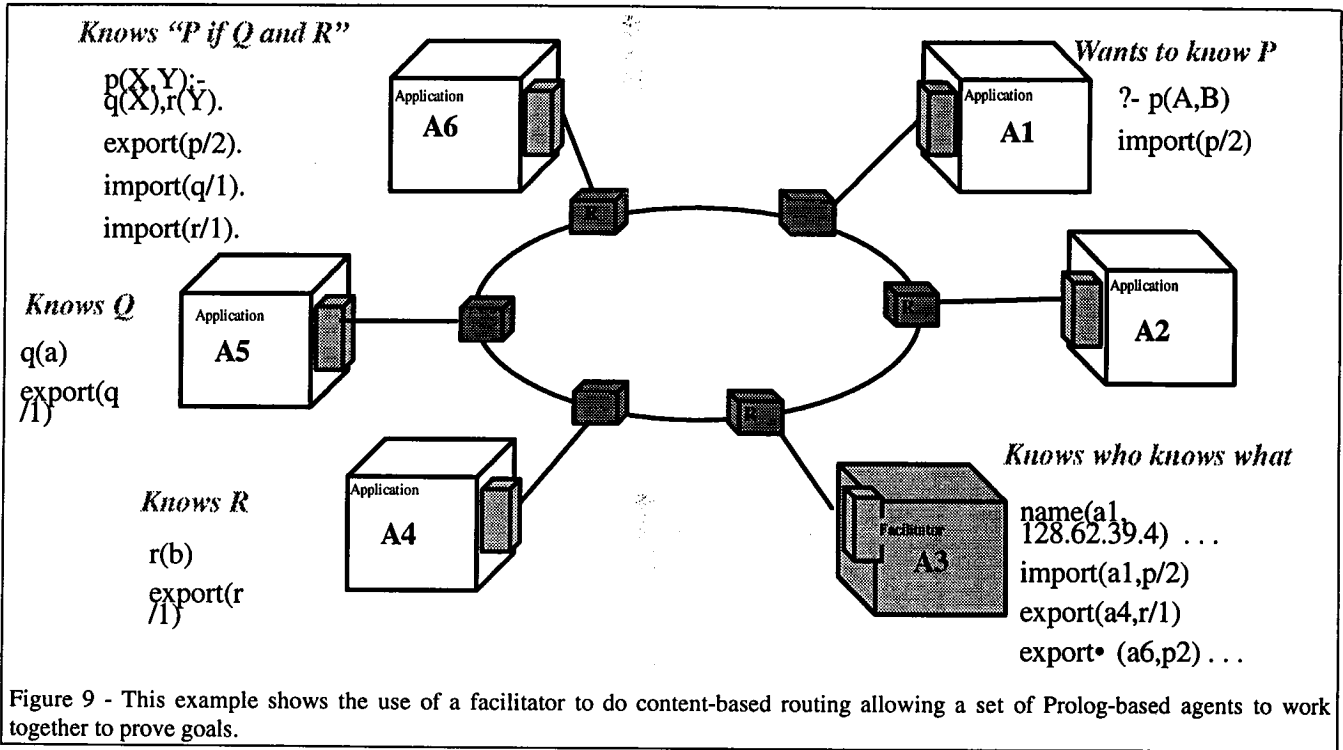 Knows “P if Q and R”
p(X,Y):-
q(X),r(Y).
export(p/2).
import(q/1).
import(r/1).
Application
A6
Wants to know P
?- p(A,B)
import(p/2)
Application
A1
R
R
Knows Q
q(a)
export(q
/1)
Application
A5
Application
A2
Knows R
r(b)
export(r
/1)
Application
A4
R
Knows who knows what
name(a1,
128.62.39.4) ...
import(a1,p/2)
export(a4,r/1)
export• (a6,p2) ...
Facilitator
A3
Figure 9 - This example shows the use of a facilitator to do content-based routing allowing a set of Prolog-based agents to work
together to prove goals.